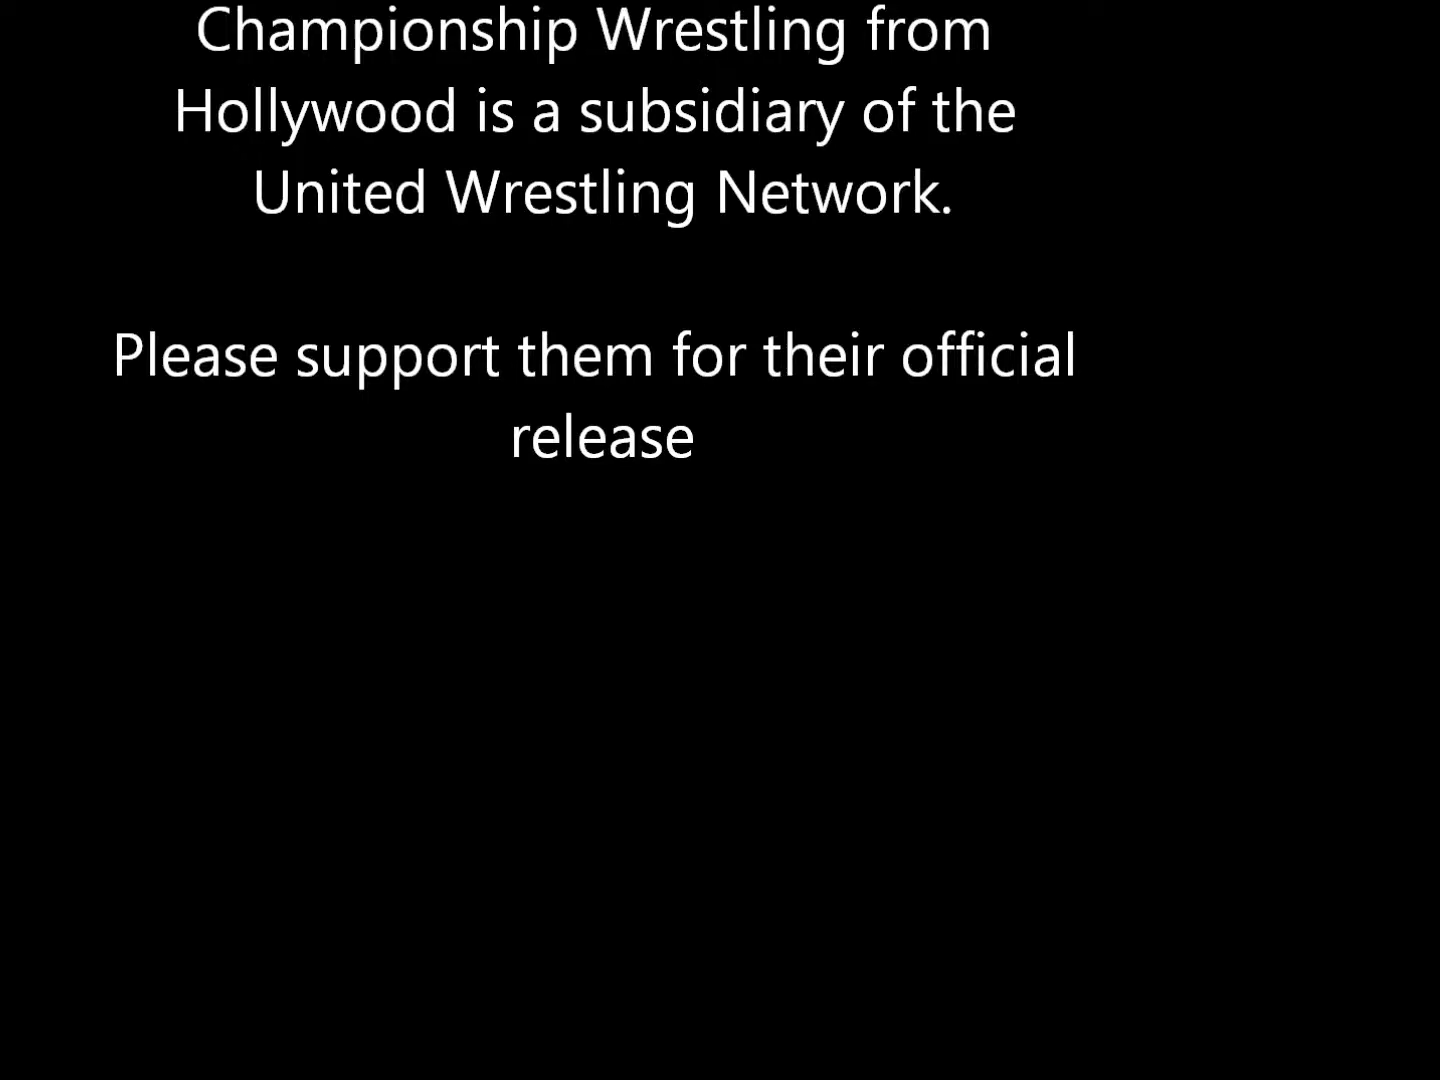 Championship Wrestling from
Hollywood is a subsidiary of the
United Wrestling Network.
Please support them for their official
release